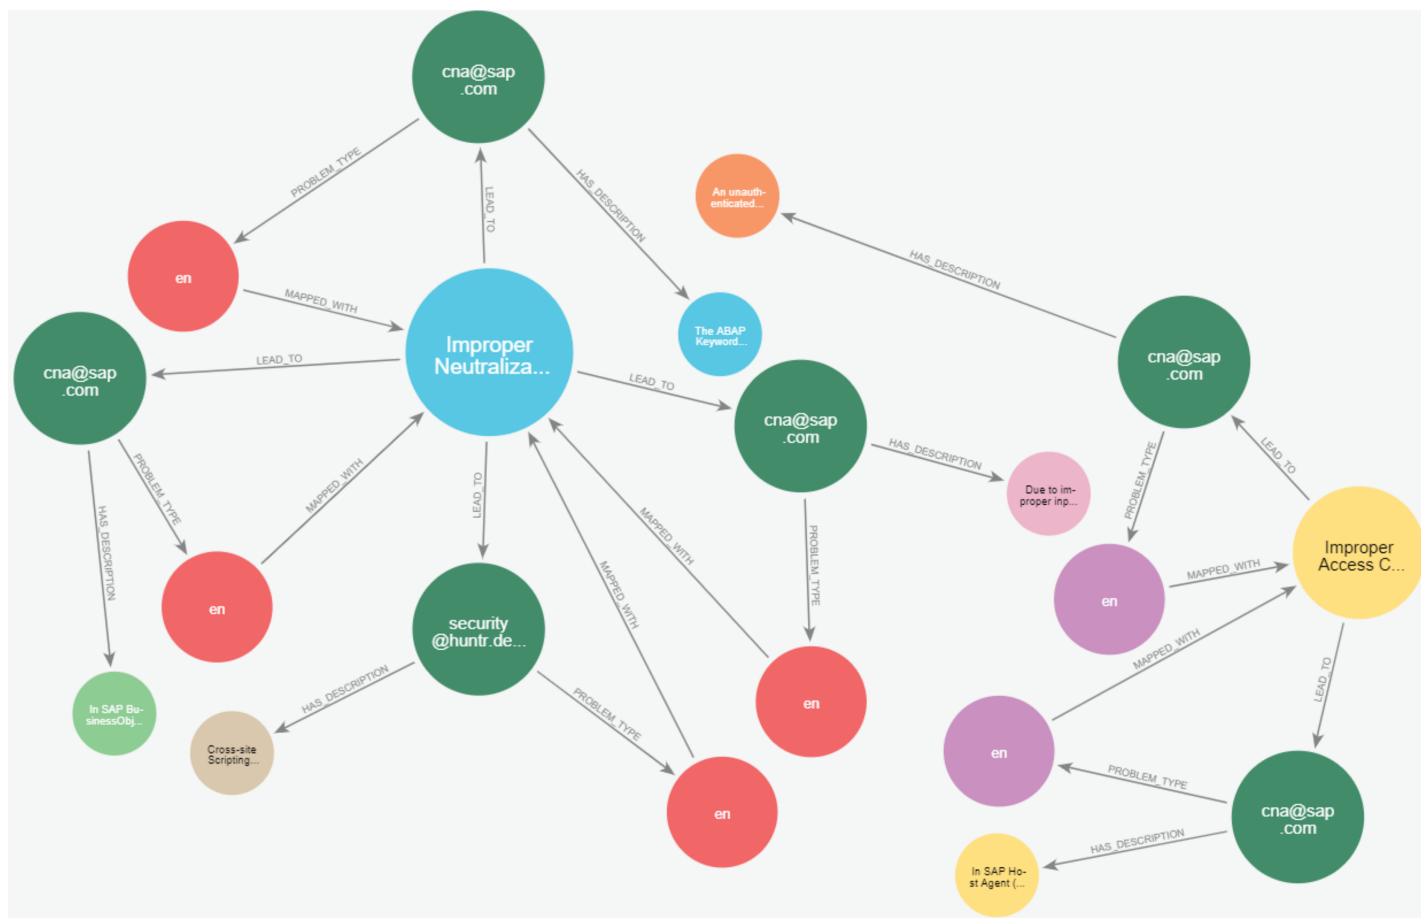 cna@sap
.com
PROBLEM_TYPE
LEAD_TO
HAS_DESCRIPTION
An unauth-
enticated...
HAS_DESCRIPTION
en
MAPPED_WITH
Improper
Neutraliza...
The ABAP
Keyword...
cna@sap
.com
LEAD_TO
LEAD_TO
cna@sap
.com
cna@sap
.com
HAS_DESCRIPTION
PROBLEM_TYPE
LEAD_TO
PROBLEM_TYPE
MAPPED_WITH
LEAD_TO
HAS_DESCRIPTION
Due to im-
proper inp...
MAPPED_WITH
PROBLEM_TYPE
Improper
Access C...
en
security
@huntr.de...
MAPPED_WITH
en
MAPPED_WITH
MAPPED_WITH
LEAD_TO
In SAP Bu-
sinessObj...
HAS_DESCRIPTION
PROBLEM_TYPE
en
Cross-site
Scripting...
en
PROBLEM_TYPE
en
cna@sap
.com
HAS_DESCRIPTION
In SAP Ho-
st Agent (...